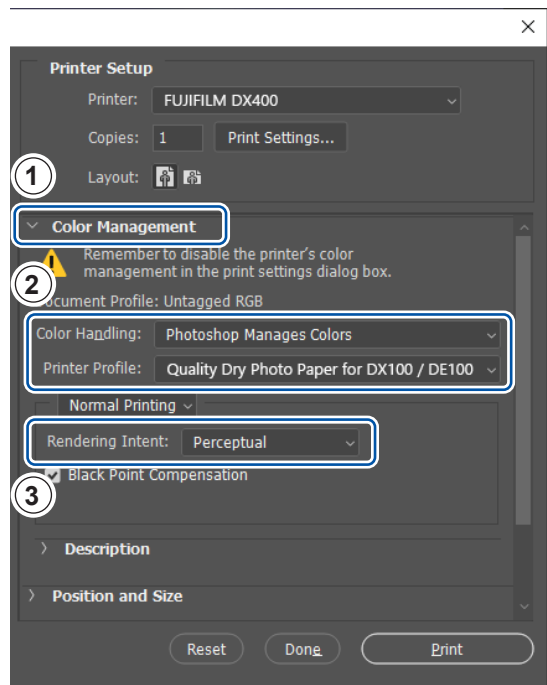 Printer Setup
Printer: FUJIFILM DX400
Copies: 1 Print Settings...
1
Layout:
Color Management
Remember to disable the printer's color
management in the print settings dialog box.
2
Document Profile: Untagged RGB
Color Handling: Photoshop Manages Colors
Printer Profile: Quality Dry Photo Paper for DX100 / DE100
Normal Printing
Rendering Intent: Perceptual
Black Point Compensation
3
Description
Position and Size
Reset Done Print